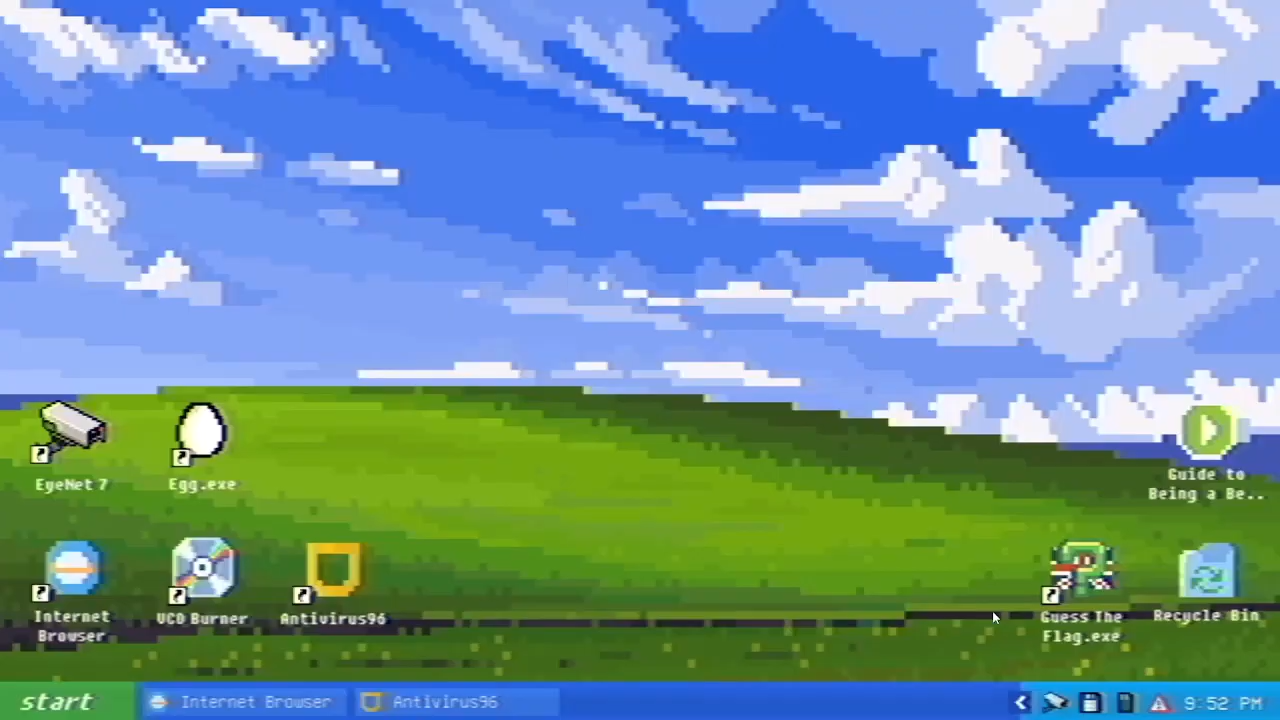 EyeNet 7
Egg.exe
Guide to
Being a Be..
Internet
Browser
VCD Burner
Antivirus96
Guess The
Flag.exe
Recycle Bin
start
Internet Browser
Antivirus96
9:52 PM